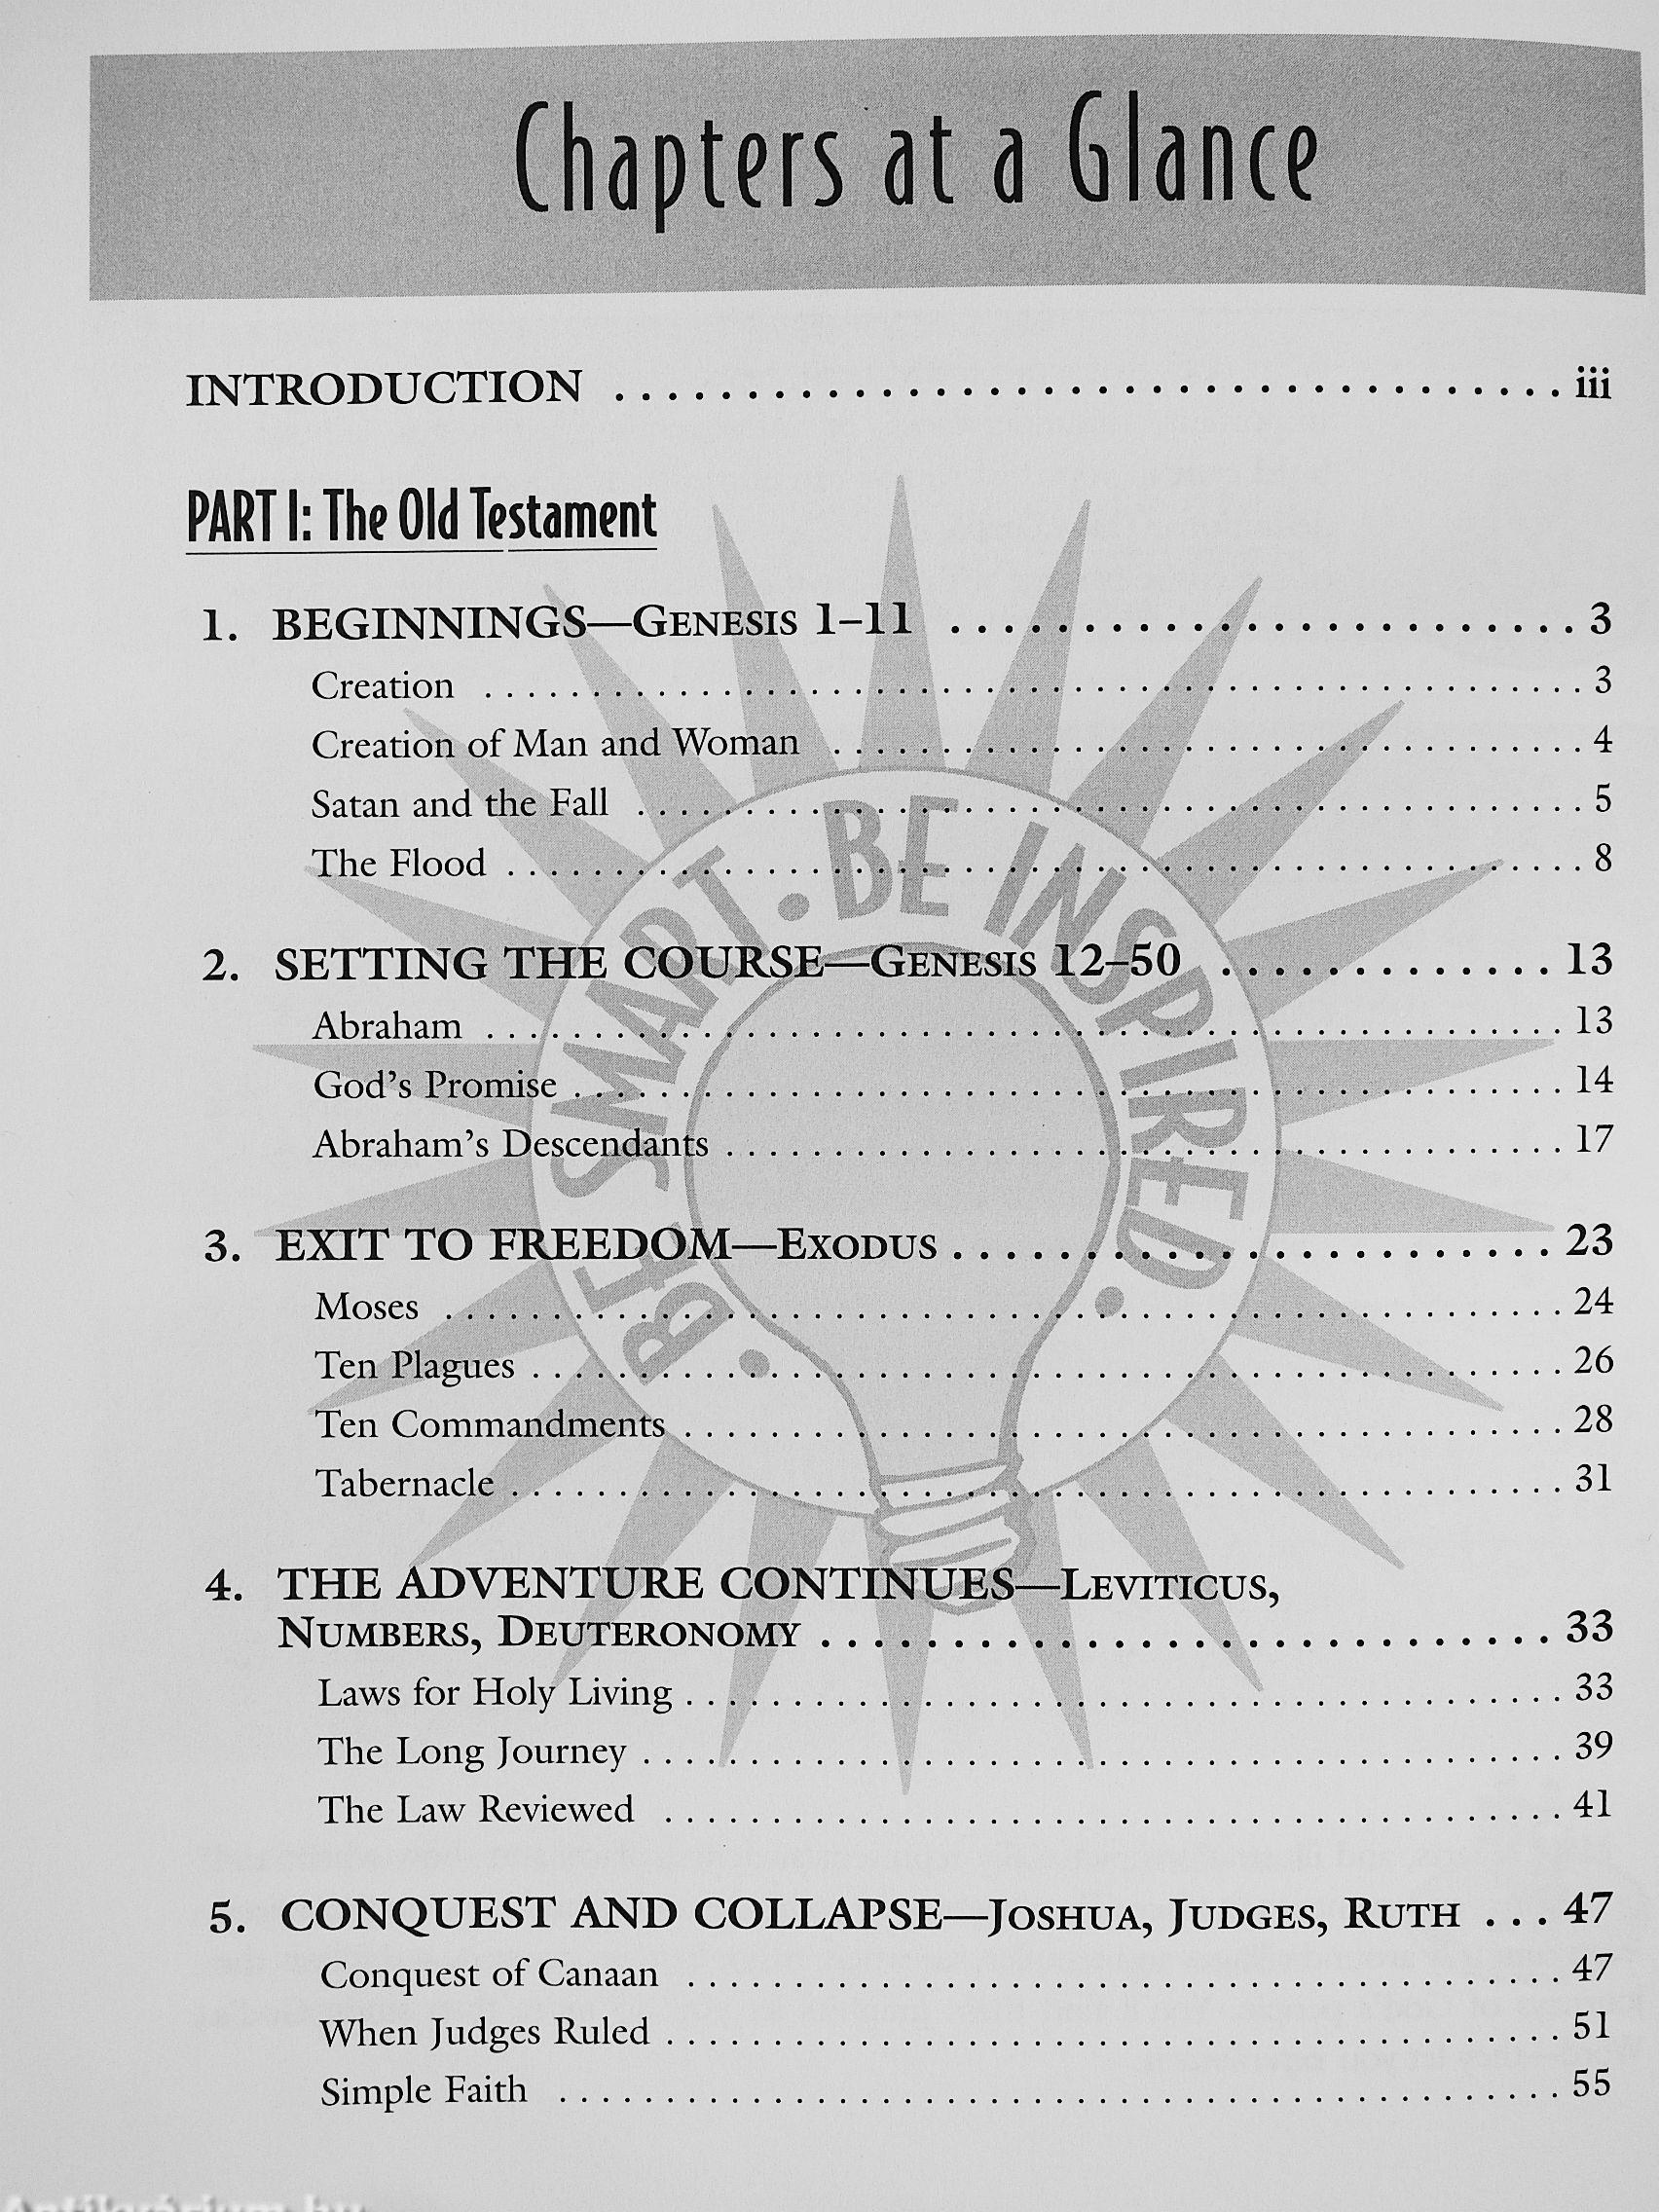 Chapters at a Glance
INTRODUCTION . . . . . . . . . . . . . . . . . . . . . . . . . . . . . . . . . . . . iii
PART I: The Old Testament
1. BEGINNINGS—GENESIS 1–11 . . . . . . . . . . . . . . . . . . . . . . . . 3
Creation . . . . . . . . . . . . . . . . . . . . . . . . . . . . . . . . . . . . . . . . 3
Creation of Man and Woman . . . . . . . . . . . . . . . . . . . . . . . . . . . . 4
Satan and the Fall . . . . . . . . . . . . . . . . . . . . . . . . . . . . . . . . . . . 5
The Flood . . . . . . . . . . . . . . . . . . . . . . . . . . . . . . . . . . . . . . . . 8
2. SETTING THE COURSE—GENESIS 12–50 . . . . . . . . . . . . . 13
Abraham . . . . . . . . . . . . . . . . . . . . . . . . . . . . . . . . . . . . . . . . 13
God's Promise . . . . . . . . . . . . . . . . . . . . . . . . . . . . . . . . . . . . . 14
Abraham's Descendants . . . . . . . . . . . . . . . . . . . . . . . . . . . . . . . 17
3. EXIT TO FREEDOM—EXODUS . . . . . . . . . . . . . . . . . . . . . . . 23
Moses . . . . . . . . . . . . . . . . . . . . . . . . . . . . . . . . . . . . . . . . . . 24
Ten Plagues . . . . . . . . . . . . . . . . . . . . . . . . . . . . . . . . . . . . . . 26
Ten Commandments . . . . . . . . . . . . . . . . . . . . . . . . . . . . . . . . . 28
Tabernacle . . . . . . . . . . . . . . . . . . . . . . . . . . . . . . . . . . . . . . . 31
4. THE ADVENTURE CONTINUES—LEVITICUS,
NUMBERS, DEUTERONOMY . . . . . . . . . . . . . . . . . . . . . . . . . . . . 33
Laws for Holy Living . . . . . . . . . . . . . . . . . . . . . . . . . . . . . . . . . 33
The Long Journey . . . . . . . . . . . . . . . . . . . . . . . . . . . . . . . . . . . 39
The Law Reviewed . . . . . . . . . . . . . . . . . . . . . . . . . . . . . . . . . . 41
5. CONQUEST AND COLLAPSE—JOSHUA, JUDGES, RUTH . . . 47
Conquest of Canaan . . . . . . . . . . . . . . . . . . . . . . . . . . . . . . . . . 47
When Judges Ruled . . . . . . . . . . . . . . . . . . . . . . . . . . . . . . . . . . 51
Simple Faith . . . . . . . . . . . . . . . . . . . . . . . . . . . . . . . . . . . . . . 55
BE SMART · BE INSPIRED ·